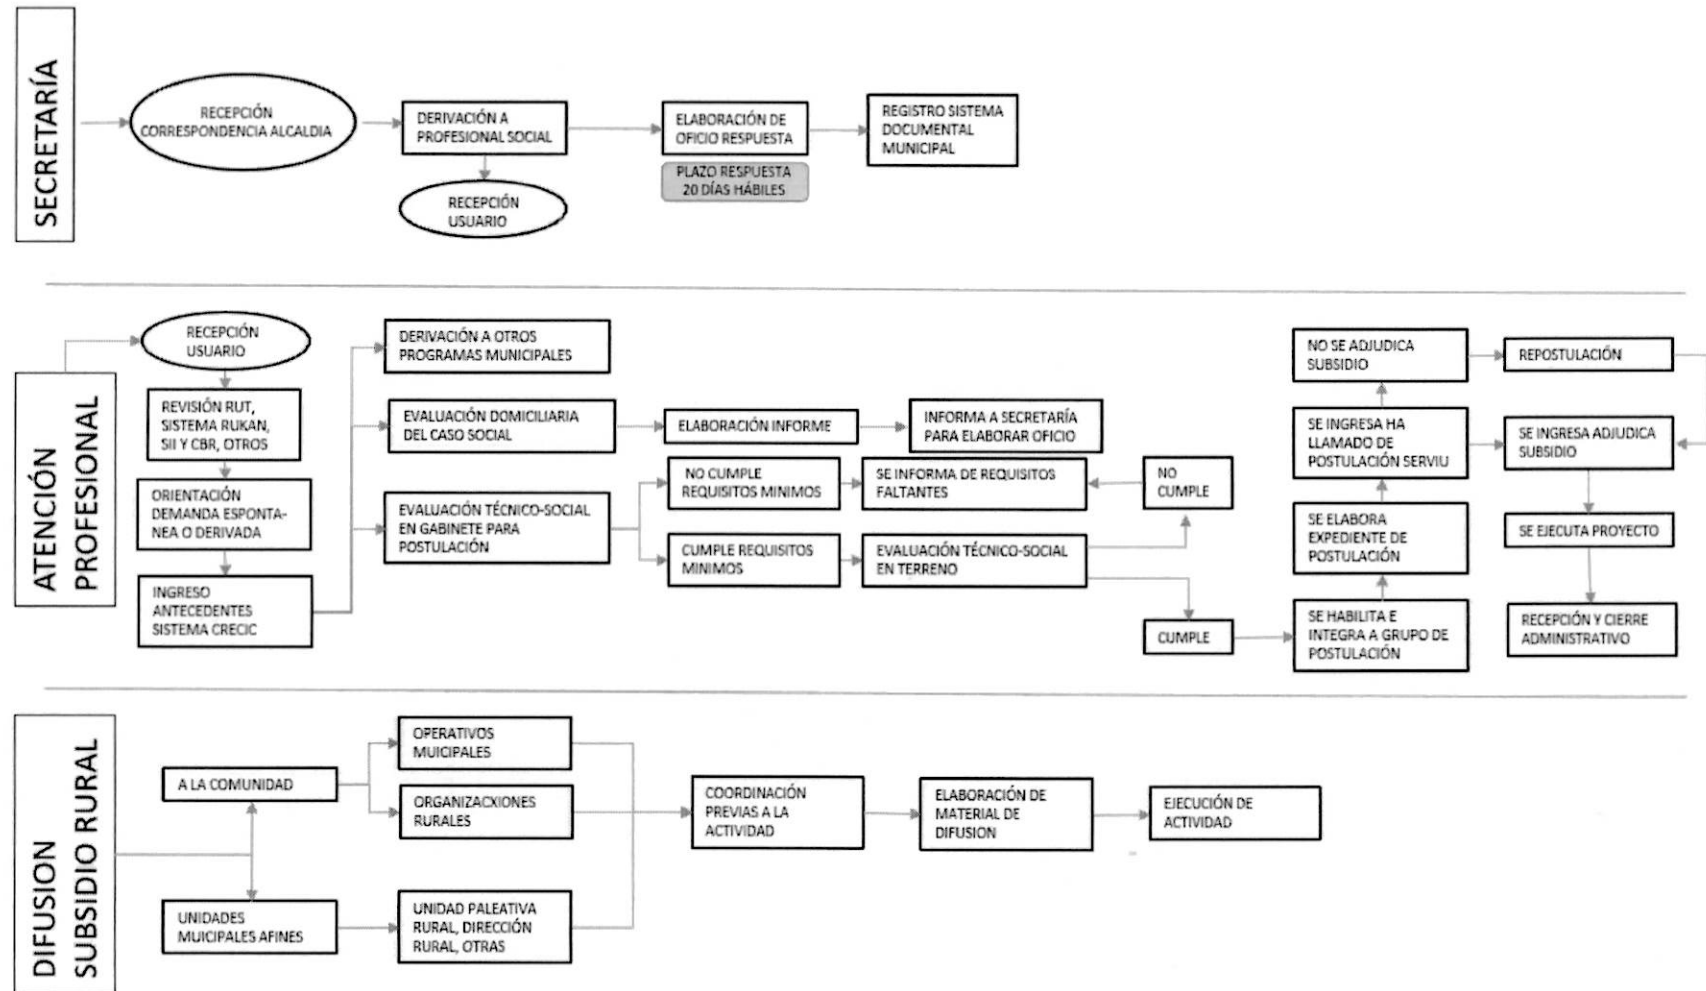 SECRETARÍA
RECEPCIÓN
CORRESPONDENCIA ALCALDIA
DERIVACIÓN A
PROFESIONAL SOCIAL
RECEPCIÓN
USUARIO
ELABORACIÓN DE
OFICIO RESPUESTA
PLAZO RESPUESTA
20 DÍAS HÁBILES
REGISTRO SISTEMA
DOCUMENTAL
MUNICIPAL
ATENCIÓN
PROFESIONAL
RECEPCIÓN
USUARIO
REVISIÓN RUT,
SISTEMA RUKAN,
SII Y CBR, OTROS
ORIENTACIÓN
DEMANDA ESPONTA-
NEA O DERIVADA
INGRESO
ANTECEDENTES
SISTEMA CRECIC
DERIVACIÓN A OTROS
PROGRAMAS MUNICIPALES
EVALUACIÓN DOMICILIARIA
DEL CASO SOCIAL
ELABORACIÓN INFORME
INFORMA A SECRETARÍA
PARA ELABORAR OFICIO
EVALUACIÓN TÉCNICO-SOCIAL
EN GABINETE PARA
POSTULACIÓN
NO CUMPLE
REQUISITOS MINIMOS
SE INFORMA DE REQUISITOS
FALTANTES
NO
CUMPLE
CUMPLE REQUISITOS
MINIMOS
EVALUACIÓN TÉCNICO-SOCIAL
EN TERRENO
CUMPLE
NO SE ADJUDICA
SUBSIDIO
SE INGRESA HA
LLAMADO DE
POSTULACIÓN SERVIU
SE ELABORA
EXPEDIENTE DE
POSTULACIÓN
SE HABILITA E
INTEGRA A GRUPO DE
POSTULACIÓN
REPOSTULACIÓN
SE INGRESA ADJUDICA
SUBSIDIO
SE EJECUTA PROYECTO
RECEPCIÓN Y CIERRE
ADMINISTRATIVO
DIFUSION
SUBSIDIO RURAL
A LA COMUNIDAD
UNIDADES
MUICIPALES AFINES
OPERATIVOS
MUICIPALES
ORGANIZACXIONES
RURALES
UNIDAD PALEATIVA
RURAL, DIRECCIÓN
RURAL, OTRAS
COORDINACIÓN
PREVIAS A LA
ACTIVIDAD
ELABORACIÓN DE
MATERIAL DE
DIFUSION
EJECUCIÓN DE
ACTIVIDAD